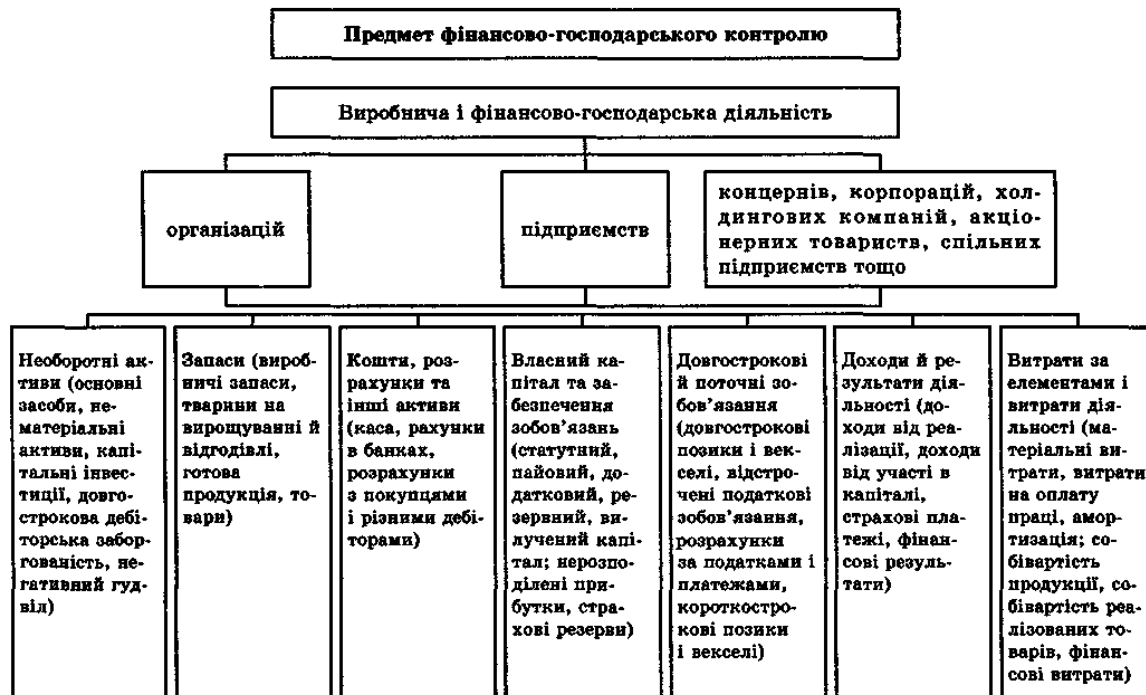 Предмет фінансово-господарського контролю
Виробнича і фінансово-господарська діяльність
організацій
підприємств
концернів, корпорацій, хол-
дингових компаній, акціо-
нерних товариств, спільних
підприємств тощо
Необоротні ак-
тиви (основні
засоби, не-
матеріальні
активи, капі-
тальні інвес-
тиції, довго-
строкова дебі-
торська забор-
гованість, не-
гативний гуд-
віл)
Запаси (вироб-
ничі запаси,
тварини на
вирощуванні й
відгодівлі,
готова
продукція, то-
вари)
Кошти, роз-
рахунки та
інші активи
(каса, рахунки
в банках,
розрахунки
з покупцями
і різними дебі-
торами)
Власний ка-
пітал та за-
безпечення
зобов'язань
(статутний,
пайовий, до-
датковий, ре-
зервний, ви-
лучений капі-
тал; нерозпо-
ділені при-
бутки, стра-
хові резерви)
Довгострокові
й поточні зо-
бов'язання
(довгострокові
позики і век-
селі, відстро-
чені податкові
зобов'язання,
розрахунки
за податками і
платежами,
короткостро-
кові позики
і векселі)
Доходи й ре-
зультати дія-
льності (до-
ходи від реа-
лізації, доходи
від участі в
капіталі,
страхові пла-
тежі, фінан-
сові резуль-
тати)
Витрати за
елементами і
витрати дія-
льності (ма-
теріальні ви-
трати, витрати
на оплату
праці, амор-
тизація; со-
бівартість
продукції, со-
бівартість реа-
лізованих то-
варів, фінан-
сові витрати)